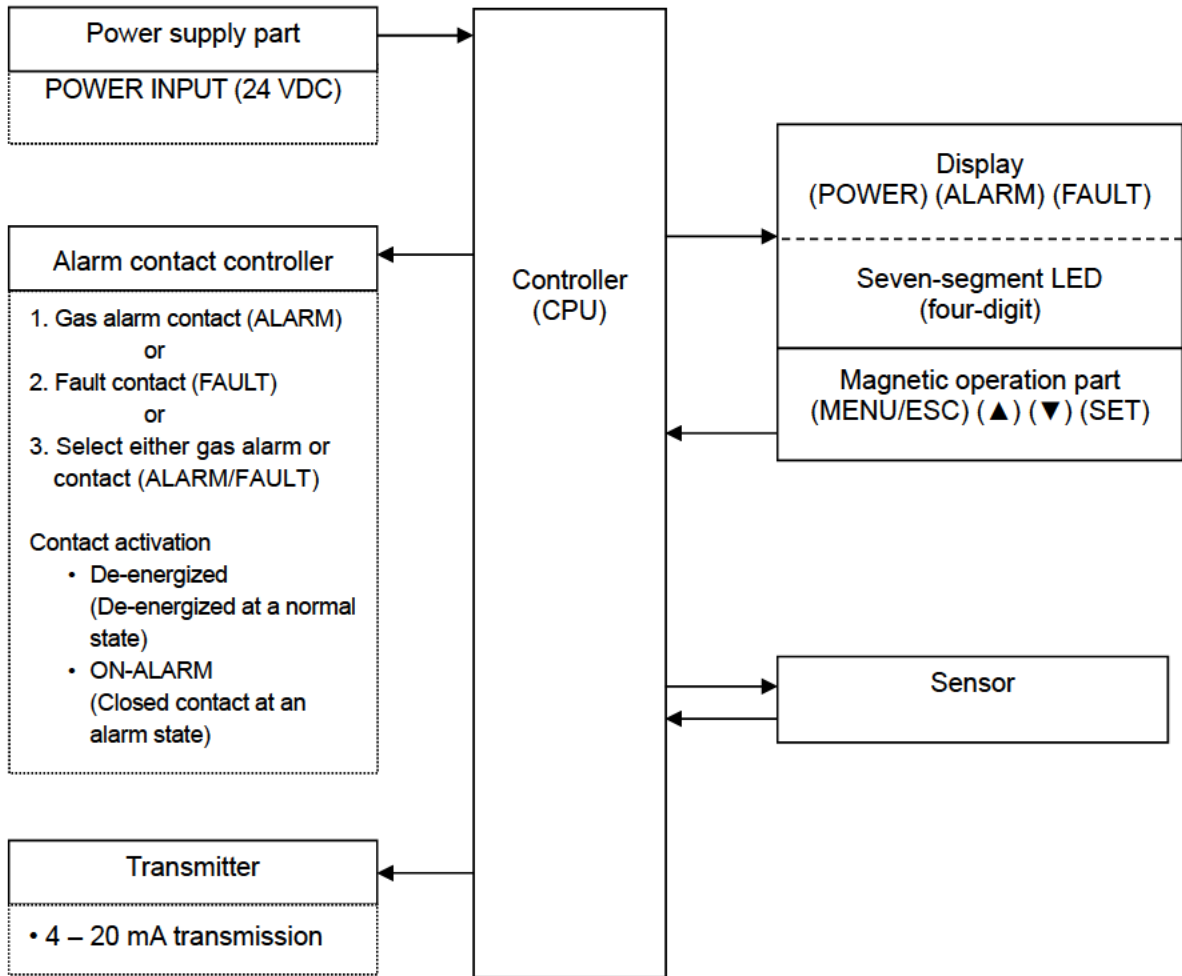 Power supply part
POWER INPUT (24 VDC)
Alarm contact controller
1. Gas alarm contact (ALARM)
or
2. Fault contact (FAULT)
or
3. Select either gas alarm or
contact (ALARM/FAULT)
Contact activation
• De-energized
(De-energized at a normal
state)
• ON-ALARM
(Closed contact at an
alarm state)
Transmitter
• 4 – 20 mA transmission
Controller
(CPU)
Display
(POWER) (ALARM) (FAULT)
Seven-segment LED
(four-digit)
Magnetic operation part
(MENU/ESC) (▲) (▼) (SET)
Sensor